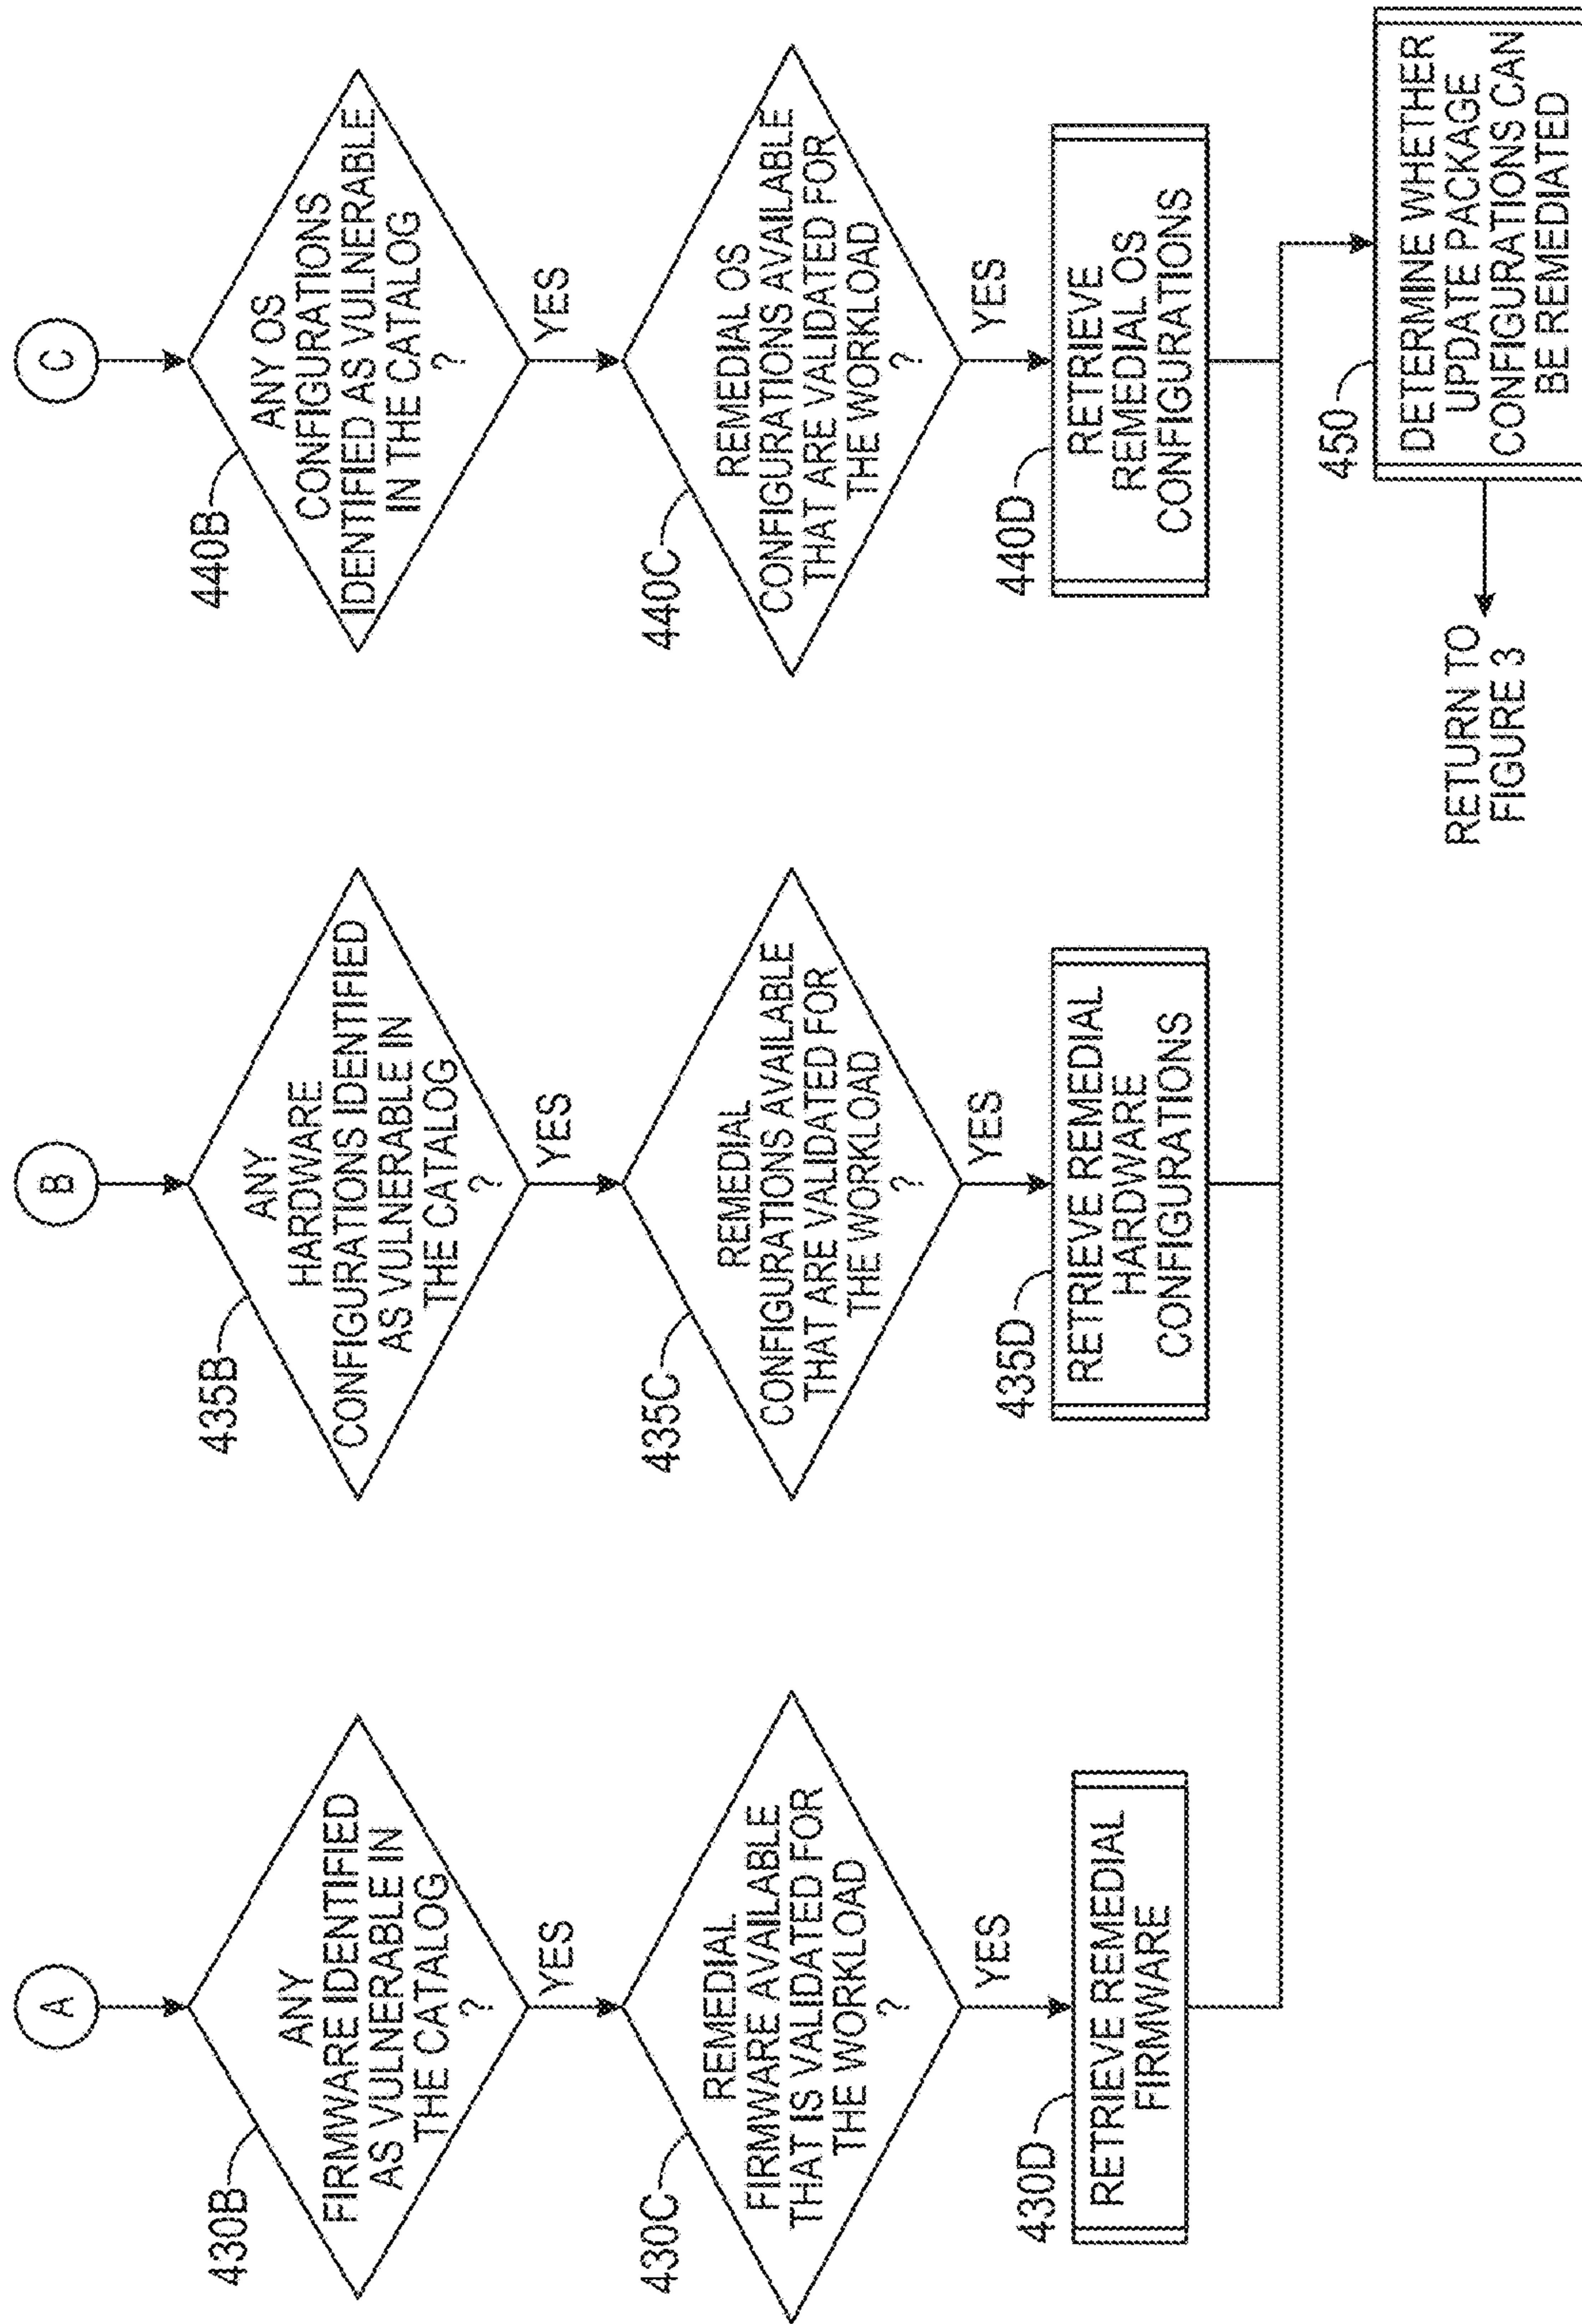 A
430B
ANY
FIRMWARE IDENTIFIED
AS VULNERABLE IN
THE CATALOG
?
YES
430C
REMEDIAL
FIRMWARE AVAILABLE
THAT IS VALIDATED FOR
THE WORKLOAD
?
YES
430D
RETRIEVE REMEDIAL
FIRMWARE
B
435B
ANY
HARDWARE
CONFIGURATIONS IDENTIFIED
AS VULNERABLE IN
THE CATALOG
?
YES
435C
REMEDIAL
CONFIGURATIONS AVAILABLE
THAT ARE VALIDATED FOR
THE WORKLOAD
?
YES
435D
RETRIEVE REMEDIAL
HARDWARE
CONFIGURATIONS
C
440B
ANY OS
CONFIGURATIONS
IDENTIFIED AS VULNERABLE
IN THE CATALOG
?
YES
440C
REMEDIAL OS
CONFIGURATIONS AVAILABLE
THAT ARE VALIDATED FOR
THE WORKLOAD
?
YES
440D
RETRIEVE
REMEDIAL OS
CONFIGURATIONS
450
DETERMINE WHETHER
UPDATE PACKAGE
CONFIGURATIONS CAN
BE REMEDIATED
RETURN TO
FIGURE 3